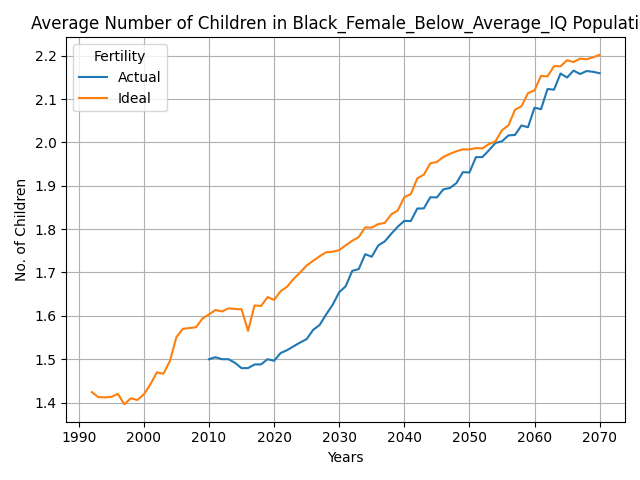 Average Number of Children in Black_Female_Below_Average_IQ Populati
Fertility
Actual
Ideal
No. of Children
2.2
2.1
2.0
1.9
1.8
1.7
1.6
1.5
1.4
1990 2000 2010 2020 2030 2040 2050 2060 2070
Years